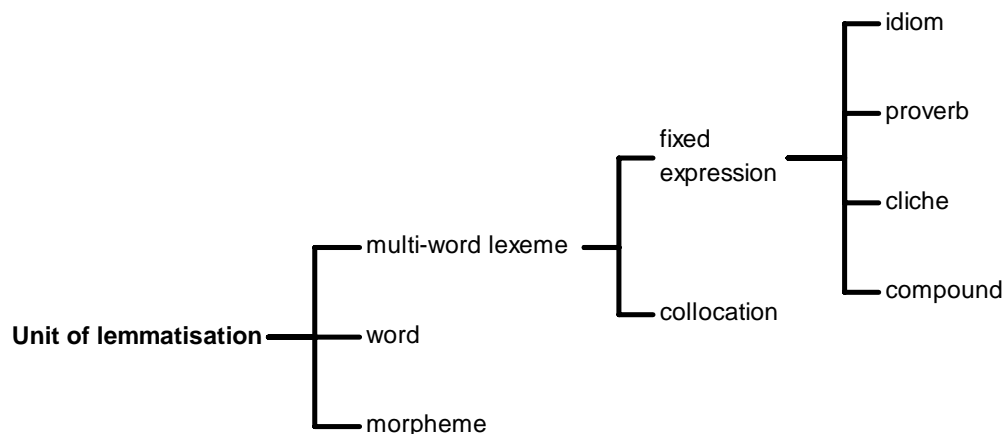 idiom
proverb
fixed
expression
cliche
multi-word lexeme
compound
collocation
Unit of lemmatisation
word
morpheme